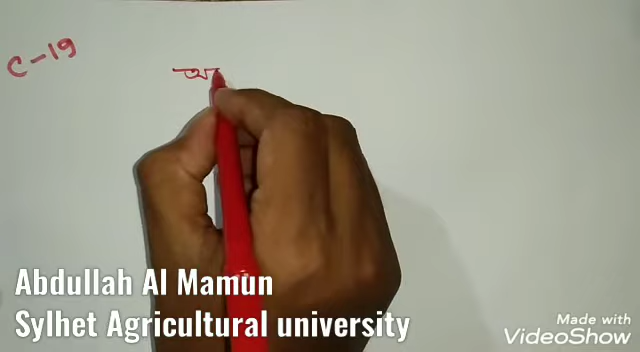 C-19
Abdullah Al Mamun
Sylhet Agricultural university
Made with
VideoShow